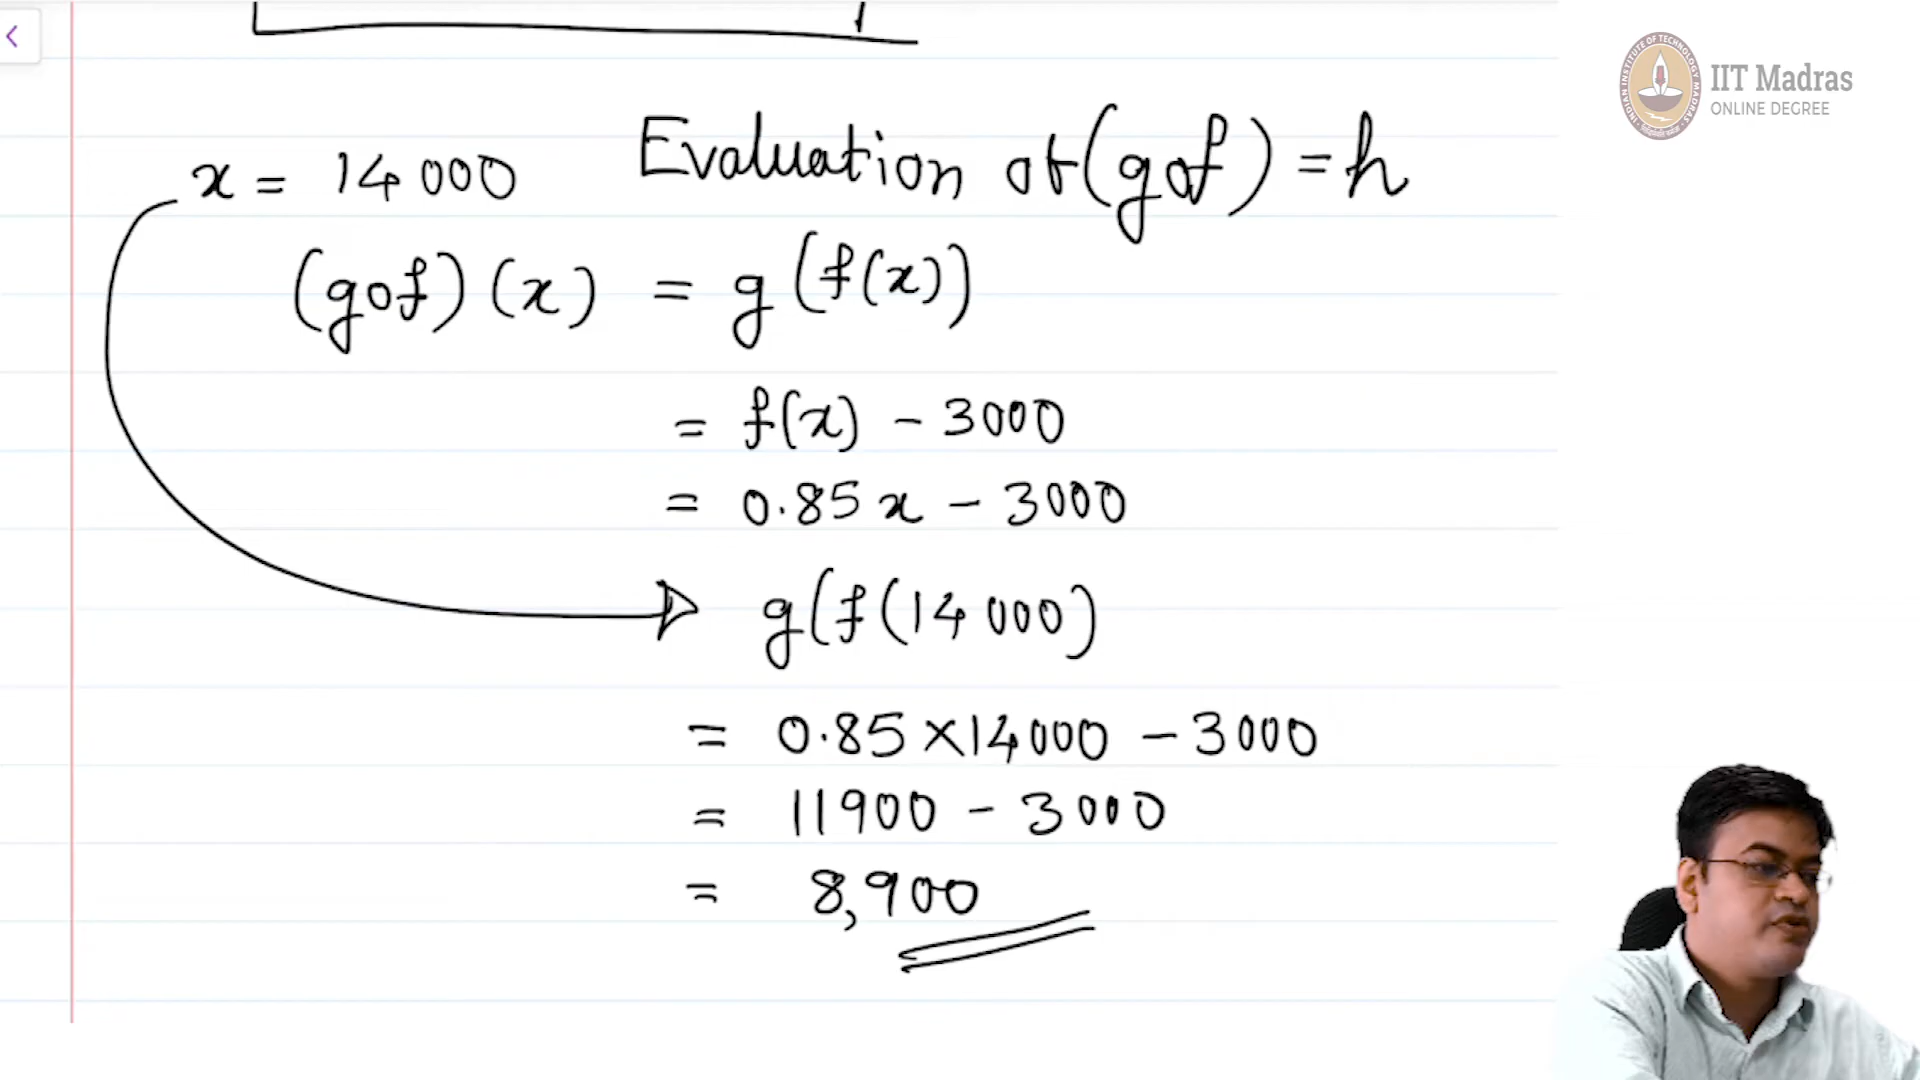 IIT Madras
ONLINE DEGREE
x = 14000 Evaluation of (gof) = h
(gof)(x) = g(f(x))
= f(x) - 3000
= 0.85x - 3000
g(f(14000)
= 0.85×14000 - 3000
= 11900 - 3000
= 8,900